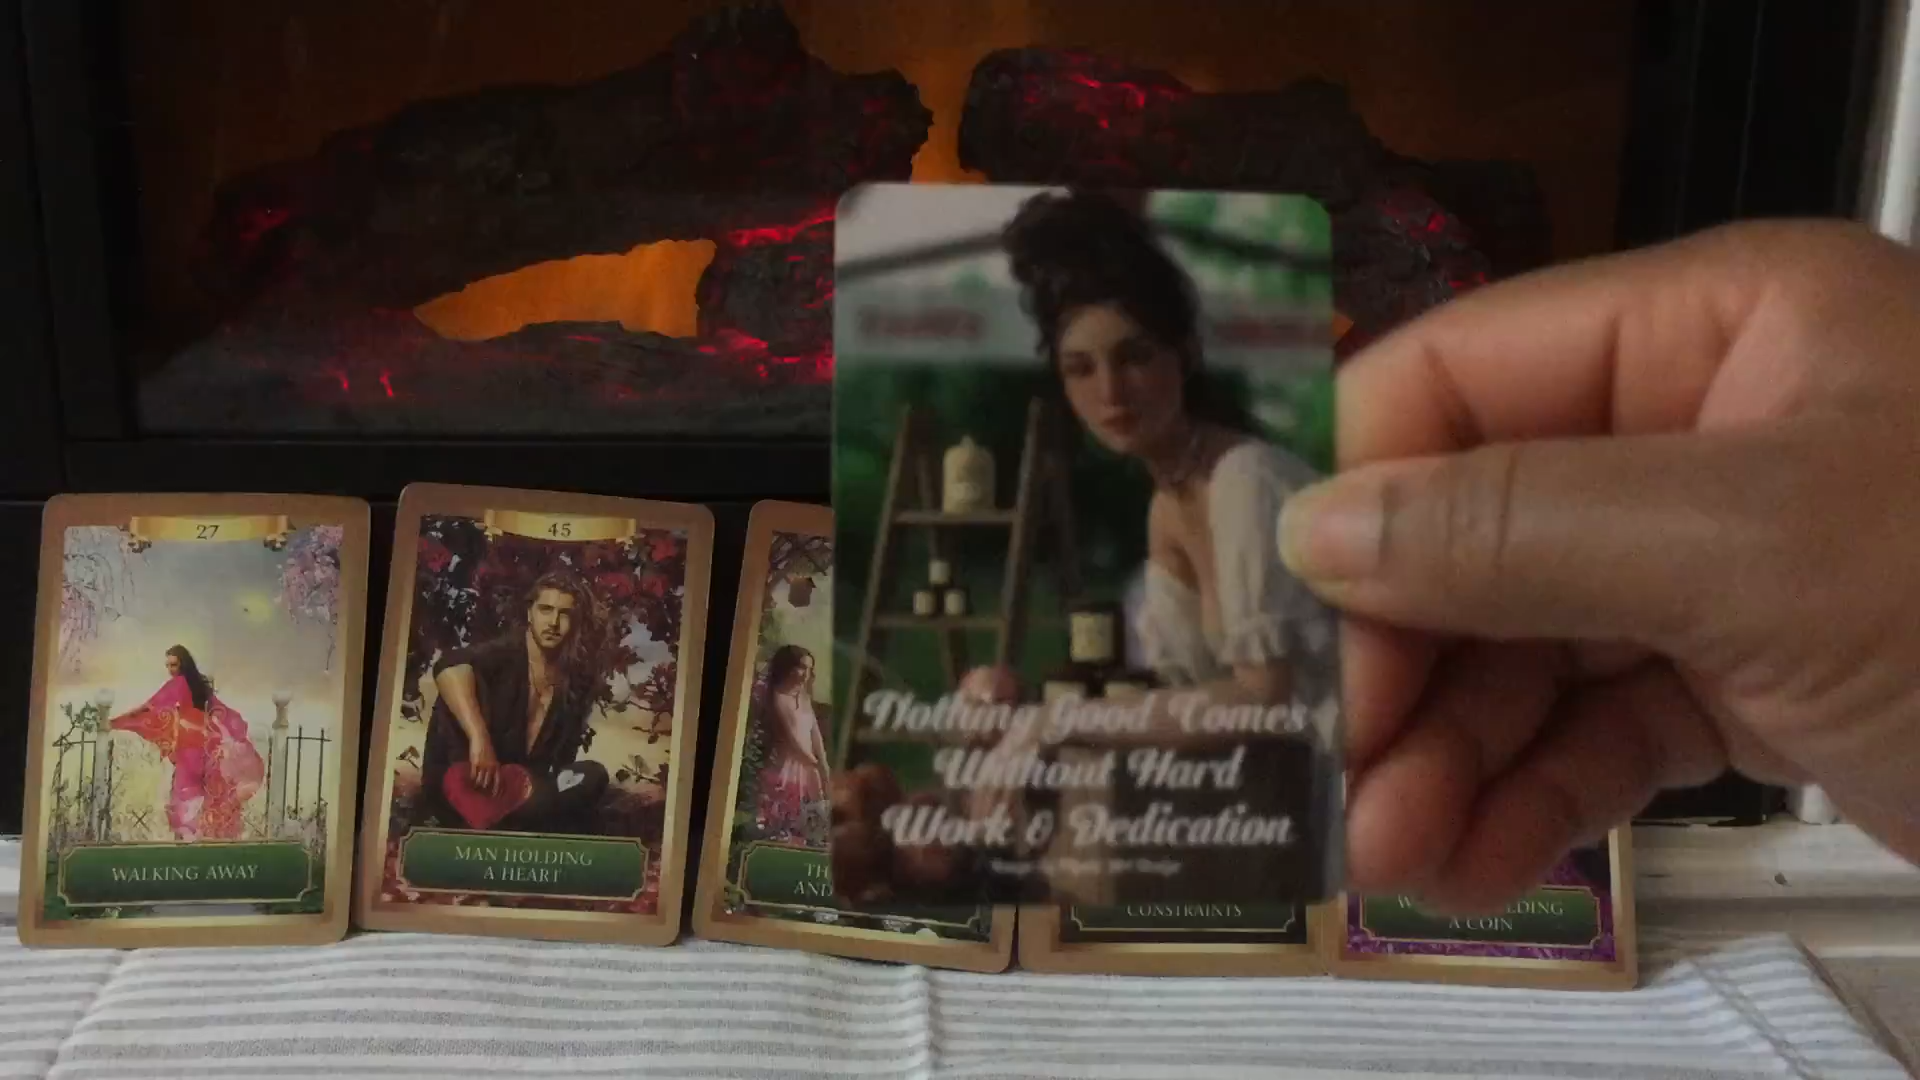 27
WALKING AWAY
45
MAN HOLDING
A HEART
Nothing Good Comes
Without Hard
Work & Dedication
CONSTRAINTS
A COIN